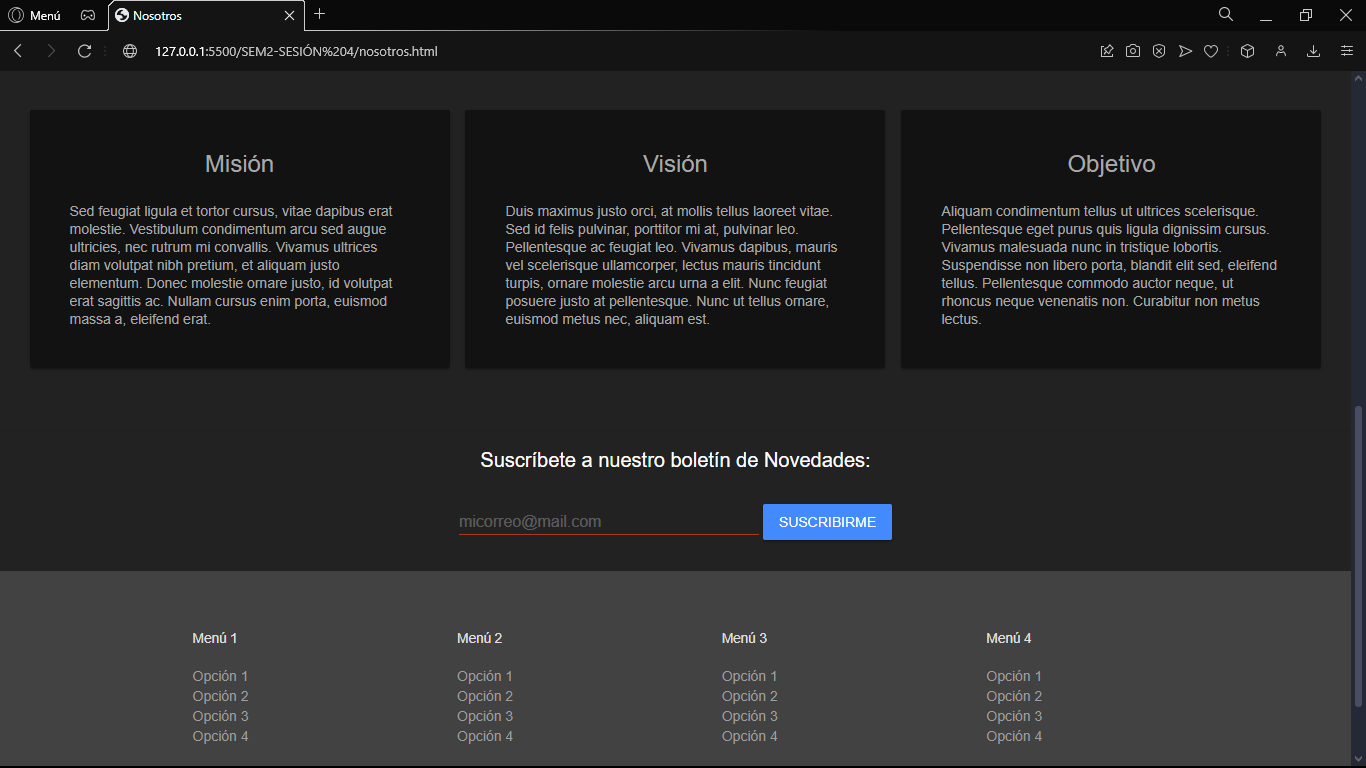 Menú
Nosotros
127.0.0.1:5500/SEM2-SESIÓN%204/nosotros.html
Misión
Sed feugiat ligula et tortor cursus, vitae dapibus erat
molestie. Vestibulum condimentum arcu sed augue
ultricies, nec rutrum mi convallis. Vivamus ultrices
diam volutpat nibh pretium, et aliquam justo
elementum. Donec molestie ornare justo, id volutpat
erat sagittis ac. Nullam cursus enim porta, euismod
massa a, eleifend erat.
Visión
Duis maximus justo orci, at mollis tellus laoreet vitae.
Sed id felis pulvinar, porttitor mi at, pulvinar leo.
Pellentesque ac feugiat leo. Vivamus dapibus, mauris
vel scelerisque ullamcorper, lectus mauris tincidunt
turpis, ornare molestie arcu urna a elit. Nunc feugiat
posuere justo at pellentesque. Nunc ut tellus ornare,
euismod metus nec, aliquam est.
Objetivo
Aliquam condimentum tellus ut ultrices scelerisque.
Pellentesque eget purus quis ligula dignissim cursus.
Vivamus malesuada nunc in tristique lobortis.
Suspendisse non libero porta, blandit elit sed, eleifend
tellus. Pellentesque commodo auctor neque, ut
rhoncus neque venenatis non. Curabitur non metus
lectus.
Suscríbete a nuestro boletín de Novedades:
micorreo@mail.com
SUSCRIBIRME
Menú 1
Opción 1
Opción 2
Opción 3
Opción 4
Menú 2
Opción 1
Opción 2
Opción 3
Opción 4
Menú 3
Opción 1
Opción 2
Opción 3
Opción 4
Menú 4
Opción 1
Opción 2
Opción 3
Opción 4